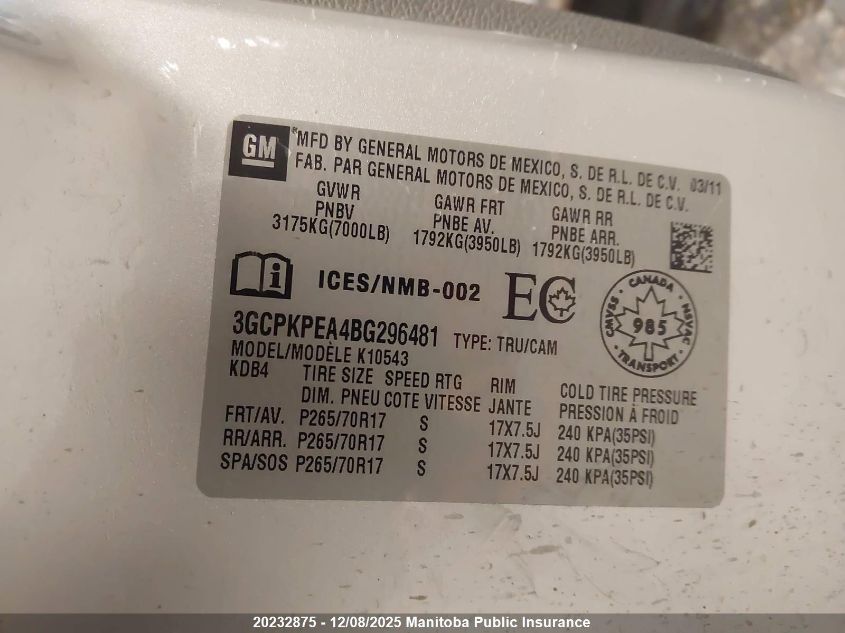 GM
*MFD BY GENERAL MOTORS DE MEXICO, S. DE R.L. DE C.V. 03/11
FAB. PAR GENERAL MOTORS DE MEXICO, S. DE R.L. DE C.V.
GVWR GAWR FRT GAWR RR
PNBV PNBE AV. PNBE ARR.
3175KG(7000LB) 1792KG(3950LB) 1792KG(3950LB)
ICES/NMB-002 EC
CANADA
CMVSS 985 NSVAC
TRANSPORT
3GCPKPEA4BG296481 TYPE: TRU/CAM
MODEL/MODÈLE K10543
KDB4 TIRE SIZE SPEED RTG RIM COLD TIRE PRESSURE
DIM. PNEU COTE VITESSE JANTE PRESSION À FROID
FRT/AV. P265/70R17 S 17X7.5J 240 KPA(35PSI)
RR/ARR. P265/70R17 S 17X7.5J 240 KPA(35PSI)
SPA/SOS P265/70R17 S 17X7.5J 240 KPA(35PSI)
20232875 - 12/08/2025 Manitoba Public Insurance